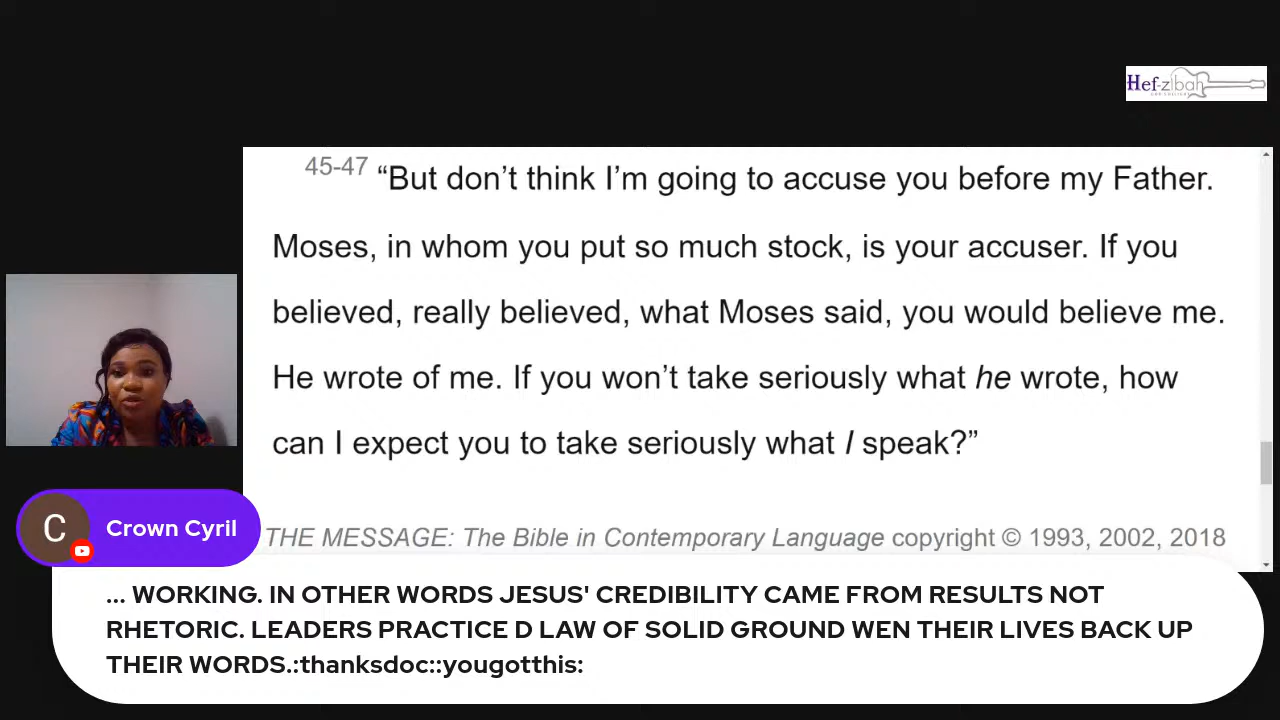 Hef-zibah
45-47 “But don’t think I’m going to accuse you before my Father.
Moses, in whom you put so much stock, is your accuser. If you
believed, really believed, what Moses said, you would believe me.
He wrote of me. If you won’t take seriously what he wrote, how
can I expect you to take seriously what I speak?”
THE MESSAGE: The Bible in Contemporary Language copyright © 1993, 2002, 2018
C
Crown Cyril
... WORKING. IN OTHER WORDS JESUS' CREDIBILITY CAME FROM RESULTS NOT
RHETORIC. LEADERS PRACTICE D LAW OF SOLID GROUND WEN THEIR LIVES BACK UP
THEIR WORDS.:thanksdoc::yougotthis: